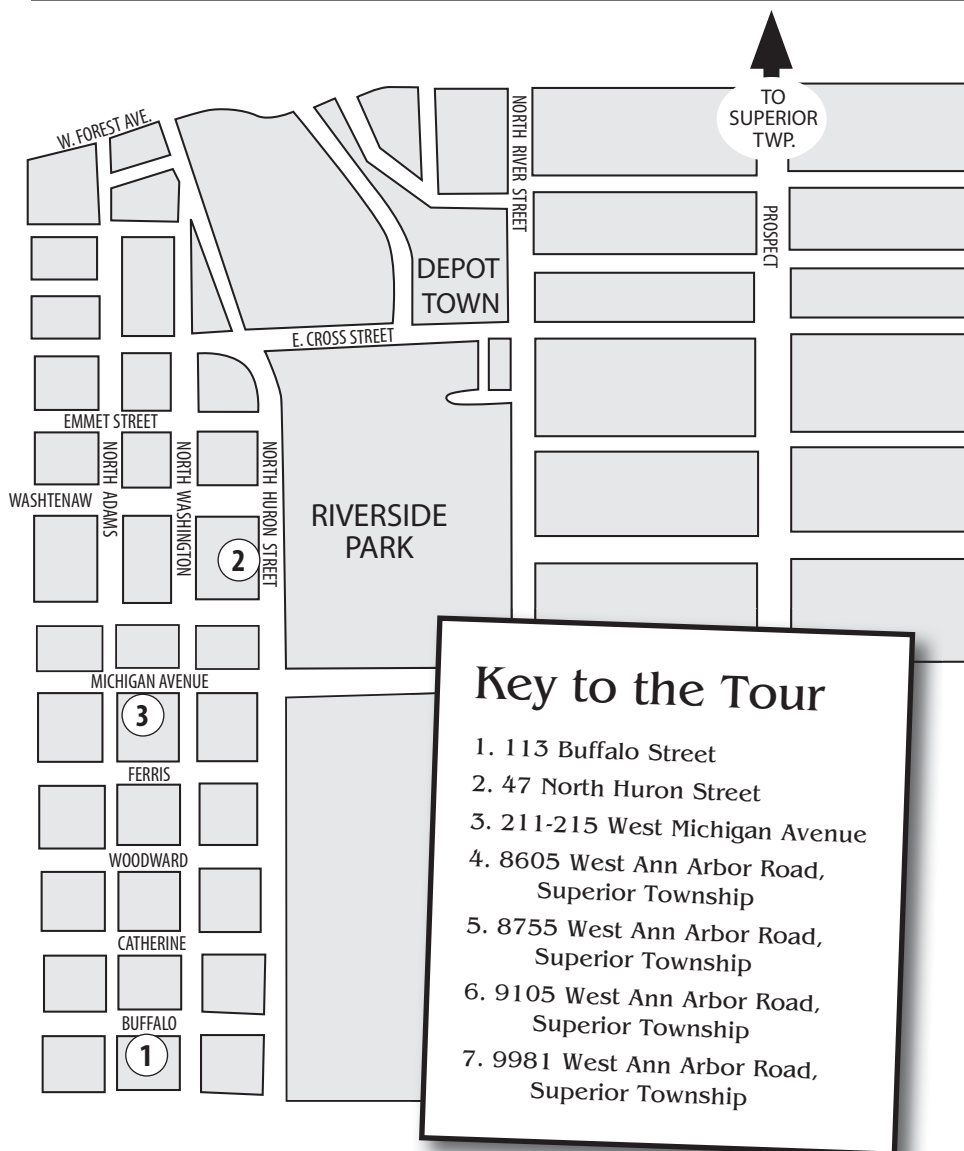 TO
SUPERIOR
TWP.
W. FOREST AVE.
NORTH RIVER STREET
PROSPECT
DEPOT
TOWN
E. CROSS STREET
EMMET STREET
WASHTENAW
NORTH ADAMS
NORTH WASHINGTON
NORTH HURON STREET
RIVERSIDE
PARK
2
MICHIGAN AVENUE
3
FERRIS
WOODWARD
CATHERINE
BUFFALO
1
Key to the Tour
1. 113 Buffalo Street
2. 47 North Huron Street
3. 211-215 West Michigan Avenue
4. 8605 West Ann Arbor Road,
Superior Township
5. 8755 West Ann Arbor Road,
Superior Township
6. 9105 West Ann Arbor Road,
Superior Township
7. 9981 West Ann Arbor Road,
Superior Township